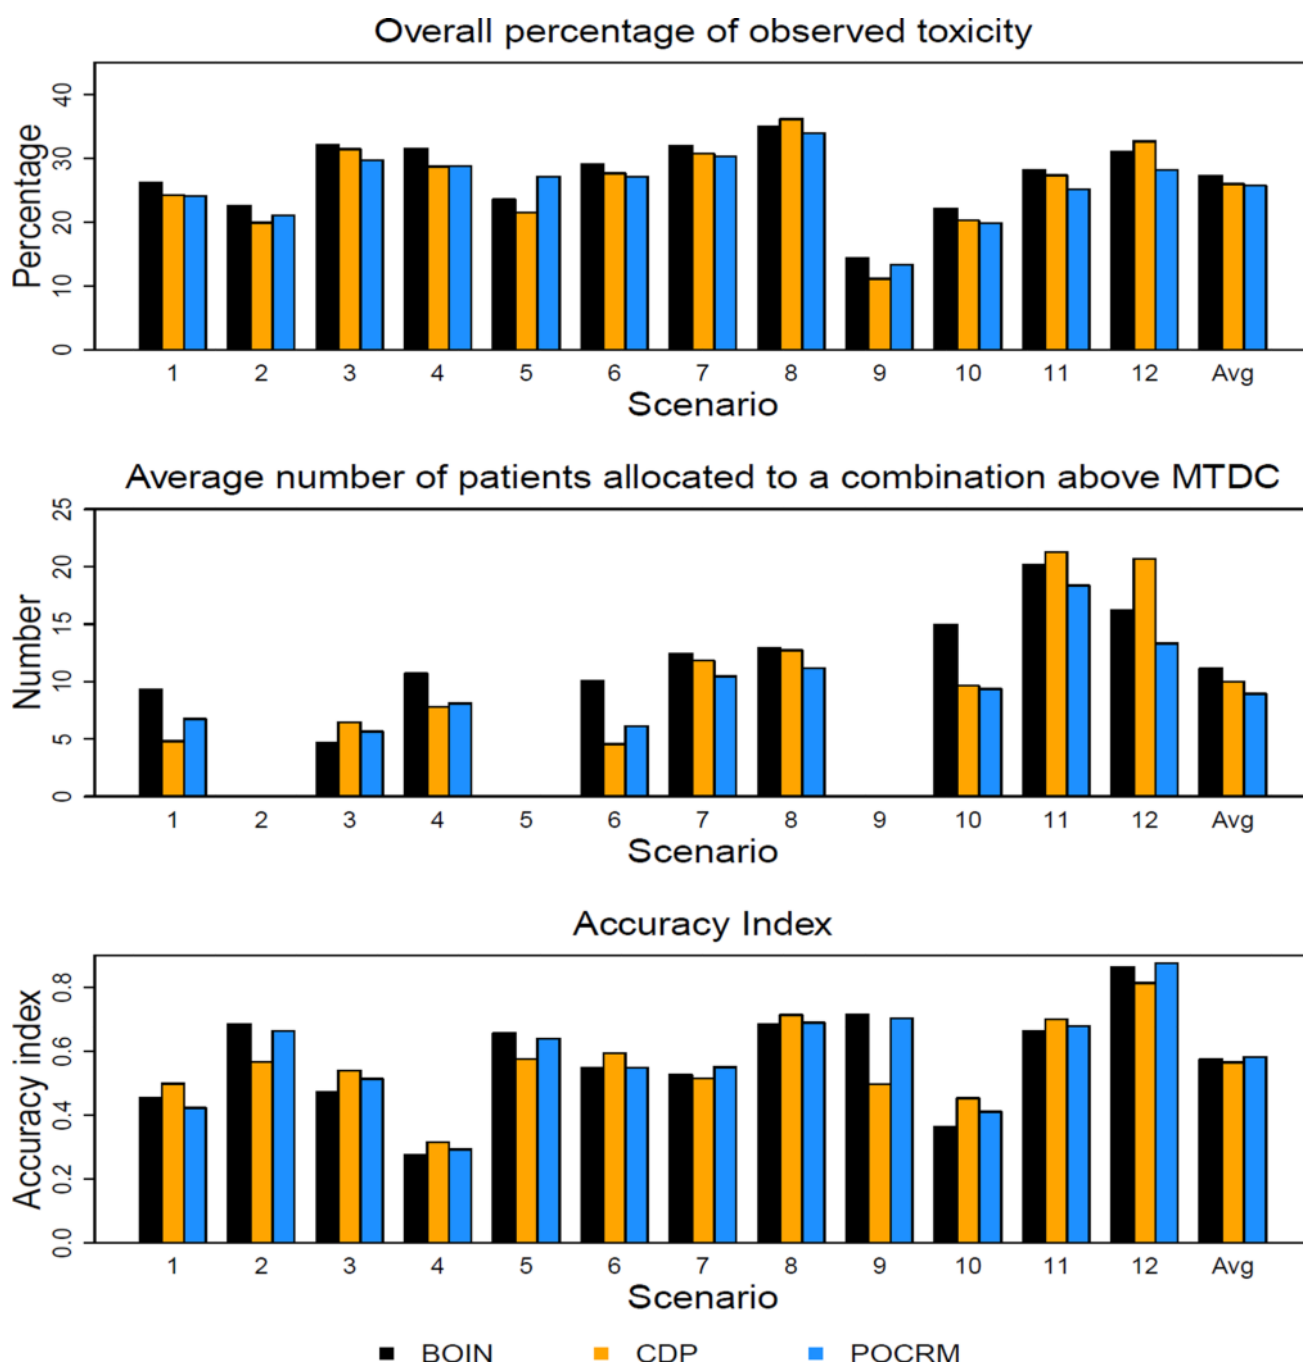 Overall percentage of observed toxicity
Percentage
40
30
20
10
0
1 2 3 4 5 6 7 8 9 10 11 12 Avg
Scenario
Average number of patients allocated to a combination above MTDC
Number
25
20
15
10
5
0
1 2 3 4 5 6 7 8 9 10 11 12 Avg
Scenario
Accuracy Index
Accuracy index
0.8
0.6
0.4
0.2
0.0
1 2 3 4 5 6 7 8 9 10 11 12 Avg
Scenario
BOIN CDP POCRM